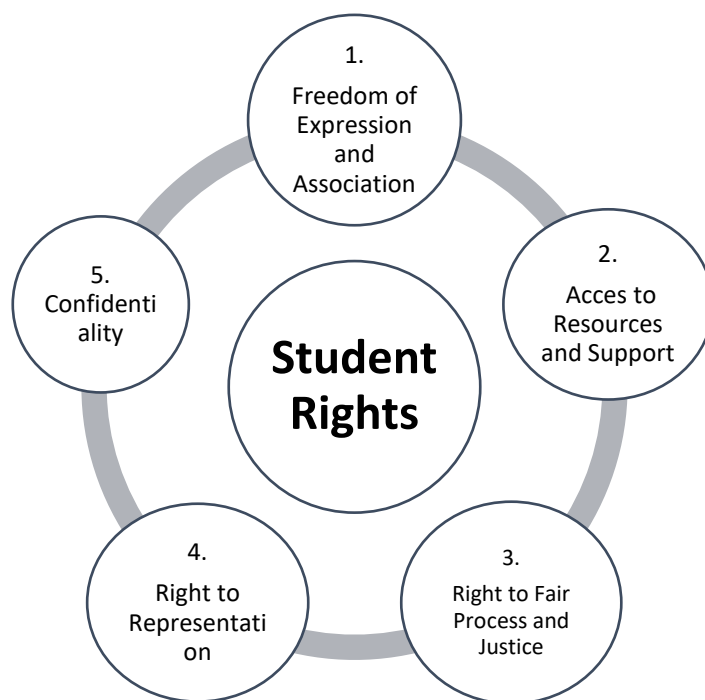 1.
Freedom of
Expression
and
Association
2.
Acces to
Resources
and Support
3.
Right to Fair
Process and
Justice
4.
Right to
Representati
on
5.
Confidenti
ality
Student
Rights